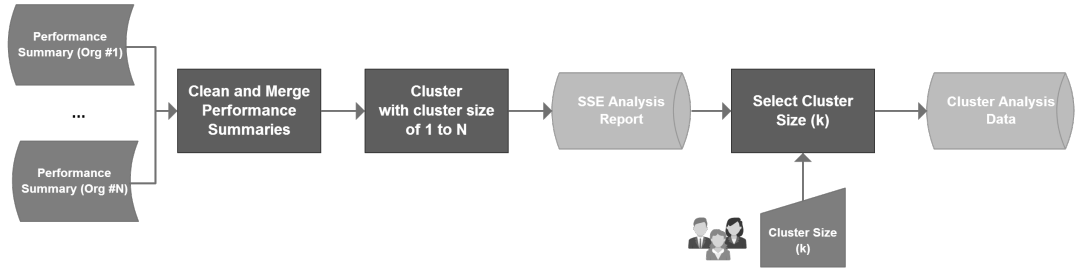 Performance
Summary (Org #1)
...
Performance
Summary (Org #N)
Clean and Merge
Performance
Summaries
Cluster
with cluster size
of 1 to N
SSE Analysis
Report
Select Cluster
Size (k)
Cluster Analysis
Data
Cluster Size
(k)